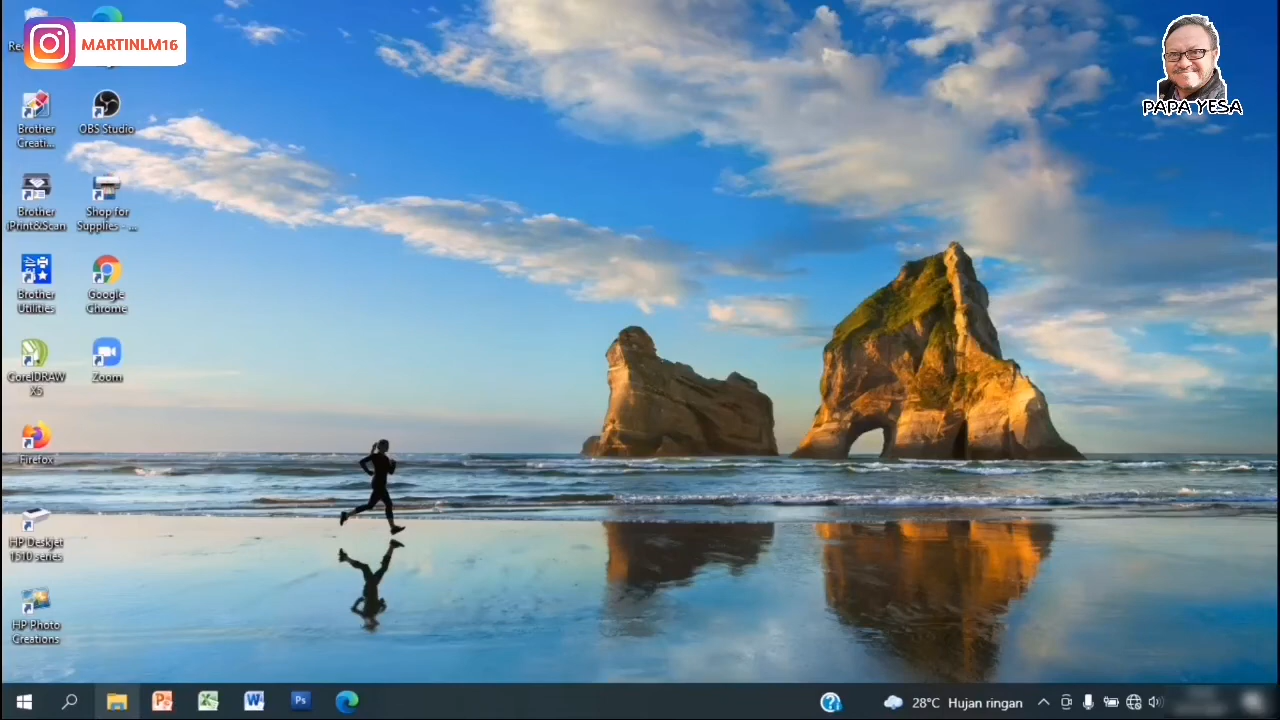 MARTINLM16
PAPA YESA
Brother
Creati...
OBS Studio
Brother
iPrint&Scan
Shop for
Supplies - ...
Brother
Utilities
Google
Chrome
CorelDRAW
X5
Zoom
Firefox
HP Deskjet
1510 series
HP Photo
Creations
28°C Hujan ringan